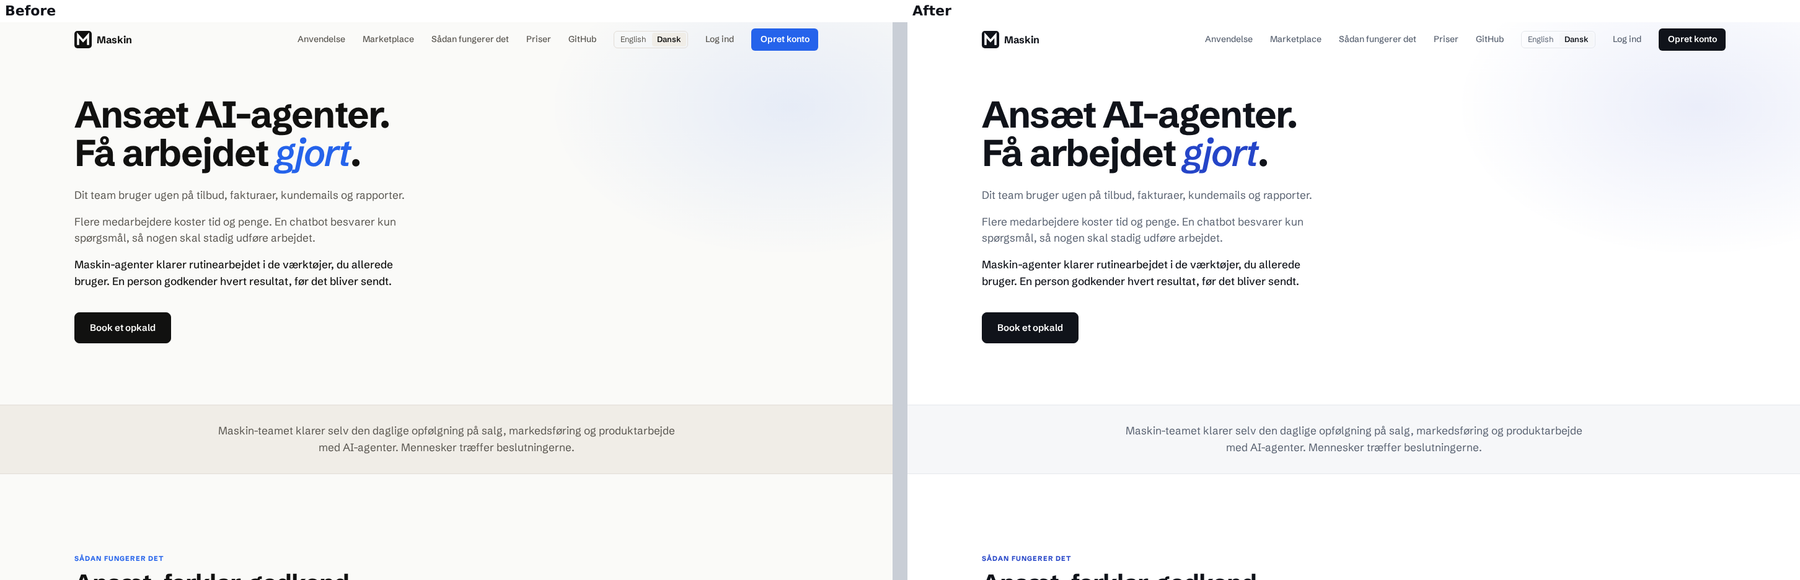 Before
Maskin
Anvendelse Marketplace Sådan fungerer det Priser GitHub English Dansk Log ind Opret konto
Ansæt AI-agenter.
Få arbejdet gjort.
Dit team bruger ugen på tilbud, fakturaer, kundemails og rapporter.
Flere medarbejdere koster tid og penge. En chatbot besvarer kun
spørgsmål, så nogen skal stadig udføre arbejdet.
Maskin-agenter klarer rutinearbejdet i de værktøjer, du allerede
bruger. En person godkender hvert resultat, før det bliver sendt.
Book et opkald
Maskin-teamet klarer selv den daglige opfølgning på salg, markedsføring og produktarbejde
med AI-agenter. Mennesker træffer beslutningerne.
SÅDAN FUNGERER DET
Ansæt, forklar, godkend
After
Maskin
Anvendelse Marketplace Sådan fungerer det Priser GitHub English Dansk Log ind Opret konto
Ansæt AI-agenter.
Få arbejdet gjort.
Dit team bruger ugen på tilbud, fakturaer, kundemails og rapporter.
Flere medarbejdere koster tid og penge. En chatbot besvarer kun
spørgsmål, så nogen skal stadig udføre arbejdet.
Maskin-agenter klarer rutinearbejdet i de værktøjer, du allerede
bruger. En person godkender hvert resultat, før det bliver sendt.
Book et opkald
Maskin-teamet klarer selv den daglige opfølgning på salg, markedsføring og produktarbejde
med AI-agenter. Mennesker træffer beslutningerne.
SÅDAN FUNGERER DET
Ansæt, forklar, godkend